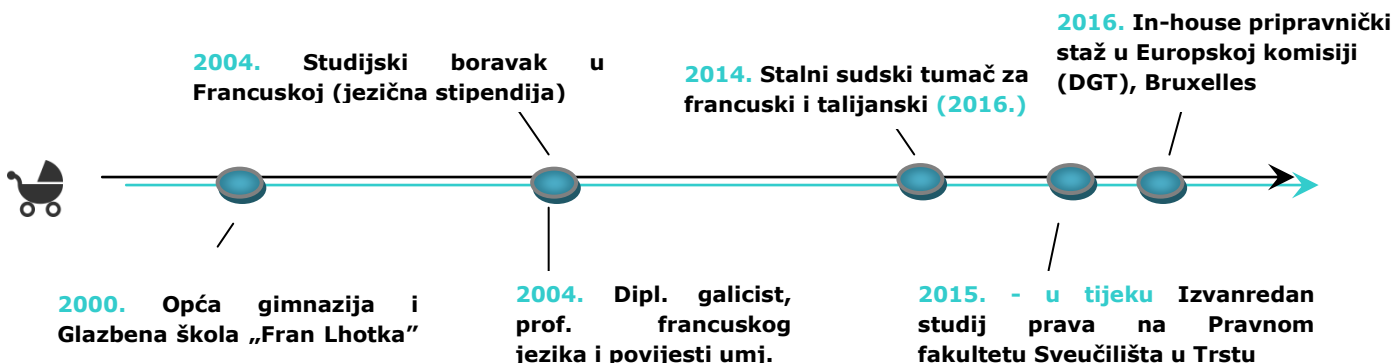 2004. Studijski boravak u
Francuskoj (jezična stipendija)
2014. Stalni sudski tumač za
francuski i talijanski (2016.)
2016. In-house pripravnički
staž u Europskoj komisiji
(DGT), Bruxelles
2000. Opća gimnazija i
Glazbena škola „Fran Lhotka”
2004. Dipl. galicist,
prof. francuskog
jezika i povijesti umj.
2015. - u tijeku Izvanredan
studij prava na Pravnom
fakultetu Sveučilišta u Trstu